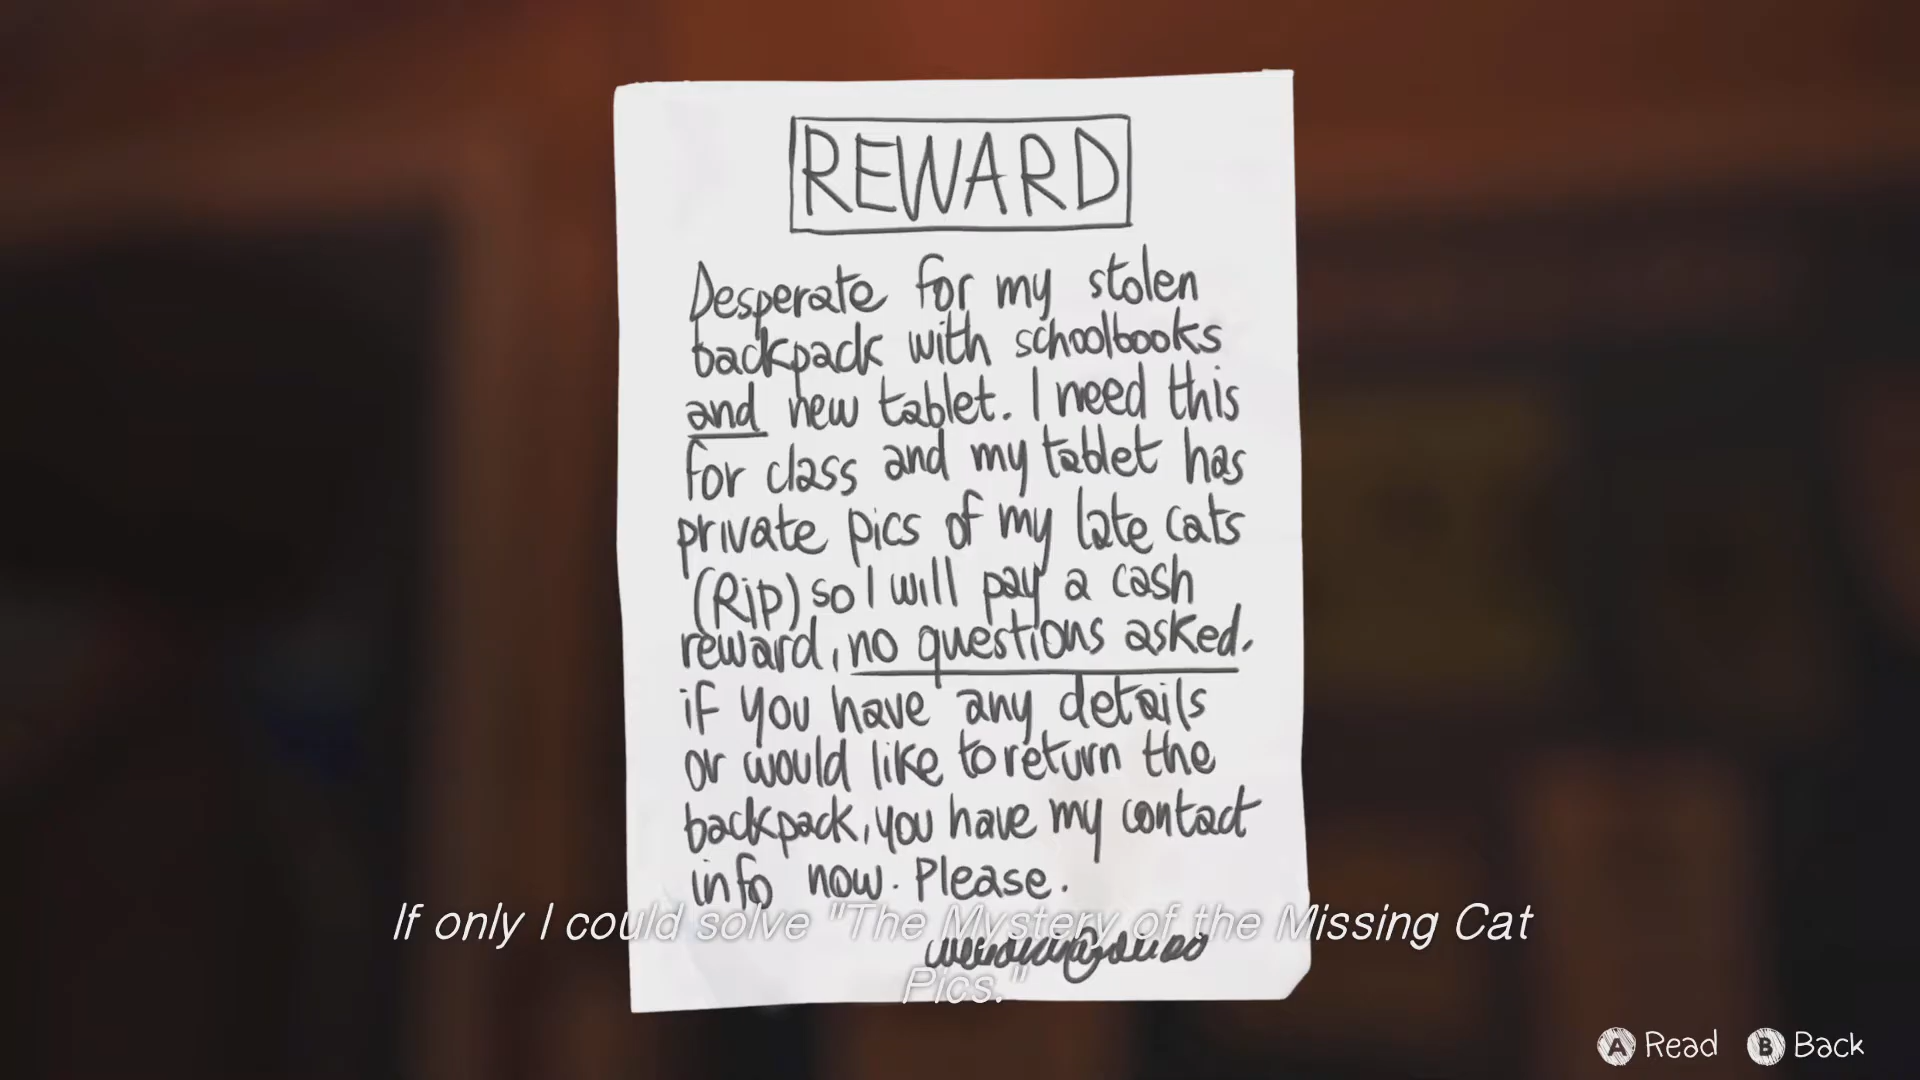 REWARD
Desperate for my stolen
backpack with schoolbooks
and new tablet. I need this
for class and my tablet has
private pics of my late cats
(RiP) so I will pay a cash
reward, no questions asked.
if you have any details
or would like to return the
backpack, you have my contact
info now. Please.
If only I could solve "The Mystery of the Missing Cat
Pics."
A Read B Back